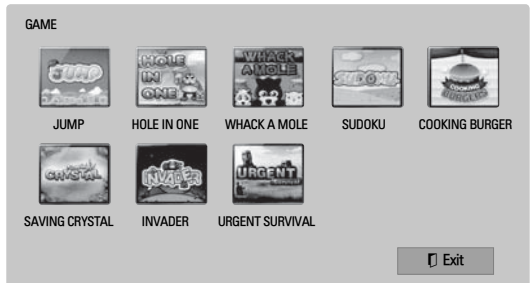 GAME
JUMP
HOLE IN ONE
WHACK A MOLE
SUDOKU
COOKING BURGERS
JUMP HOLE IN ONE WHACK A MOLE SUDOKU COOKING BURGER
CRYSTAL
INVADER
URGENT
SAVING CRYSTAL INVADER URGENT SURVIVAL
Exit